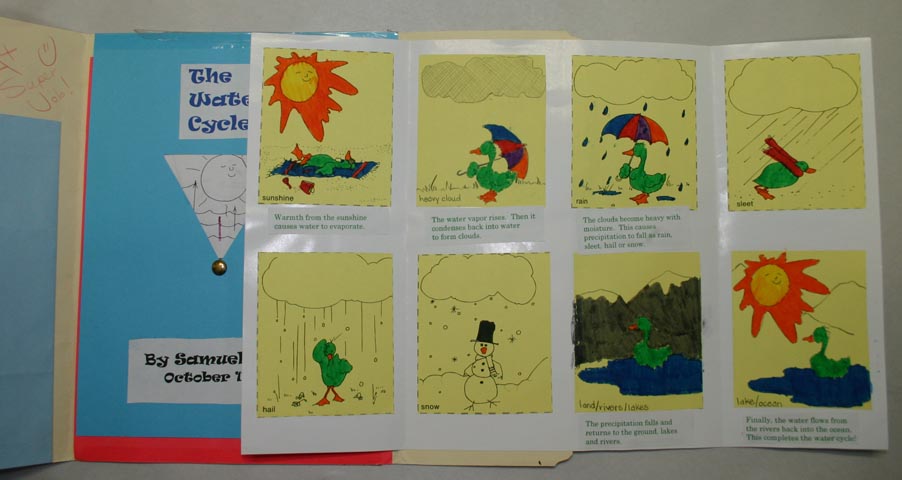 A+
Super
Job!
The
Wate
Cycle
By Samuel
October 1
sunshine
Warmth from the sunshine
causes water to evaporate.
heavy cloud
The water vapor rises. Then it
condenses back into water
to form clouds.
rain
The clouds become heavy with
moisture. This causes
precipitation to fall as rain,
sleet, hail or snow.
sleet
hail
snow
land/rivers/lakes
The precipitation falls and
returns to the ground, lakes
and rivers.
lake/ocean
Finally, the water flows from
the rivers back into the ocean.
This completes the water cycle!